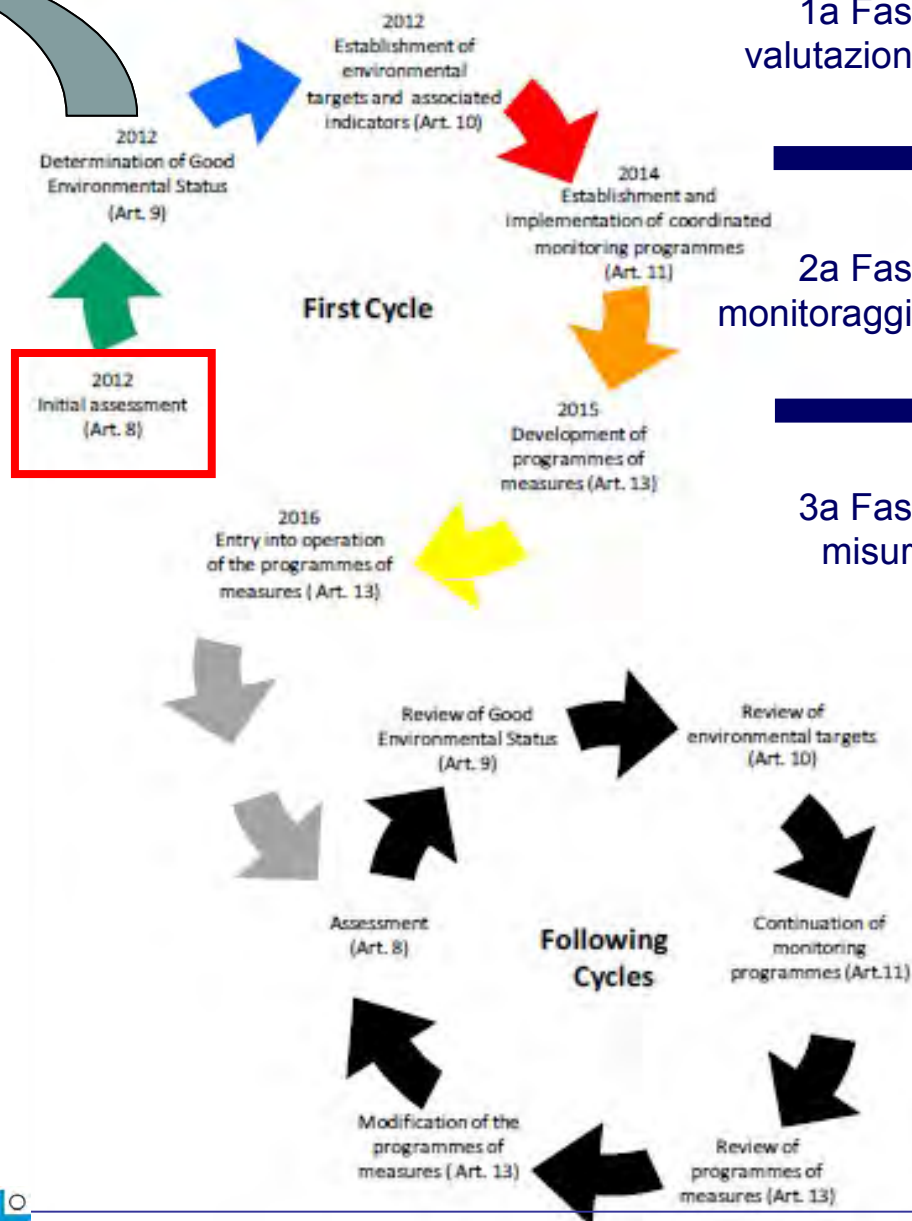 2012
Establishment of
environmental
targets and associated
indicators (Art. 10)
2012
Determination of Good
Environmental Status
(Art. 9)
2014
Establishment and
implementation of coordinated
monitoring programmes
(Art. 11)
First Cycle
2012
Initial assessment
(Art. 8)
2015
Development of
programmes of
measures (Art. 13)
2016
Entry into operation
of the programmes of
measures ( Art. 13)
1a Fas
valutazion
2a Fas
monitoraggi
3a Fas
misur
Review of Good
Environmental Status
(Art. 9)
Review of
environmental targets
(Art. 10)
Assessment
(Art. 8)
Following
Cycles
Continuation of
monitoring
programmes (Art.11)
Modification of the
programmes of
measures ( Art. 13)
Review of
programmes of
measures (Art. 13)